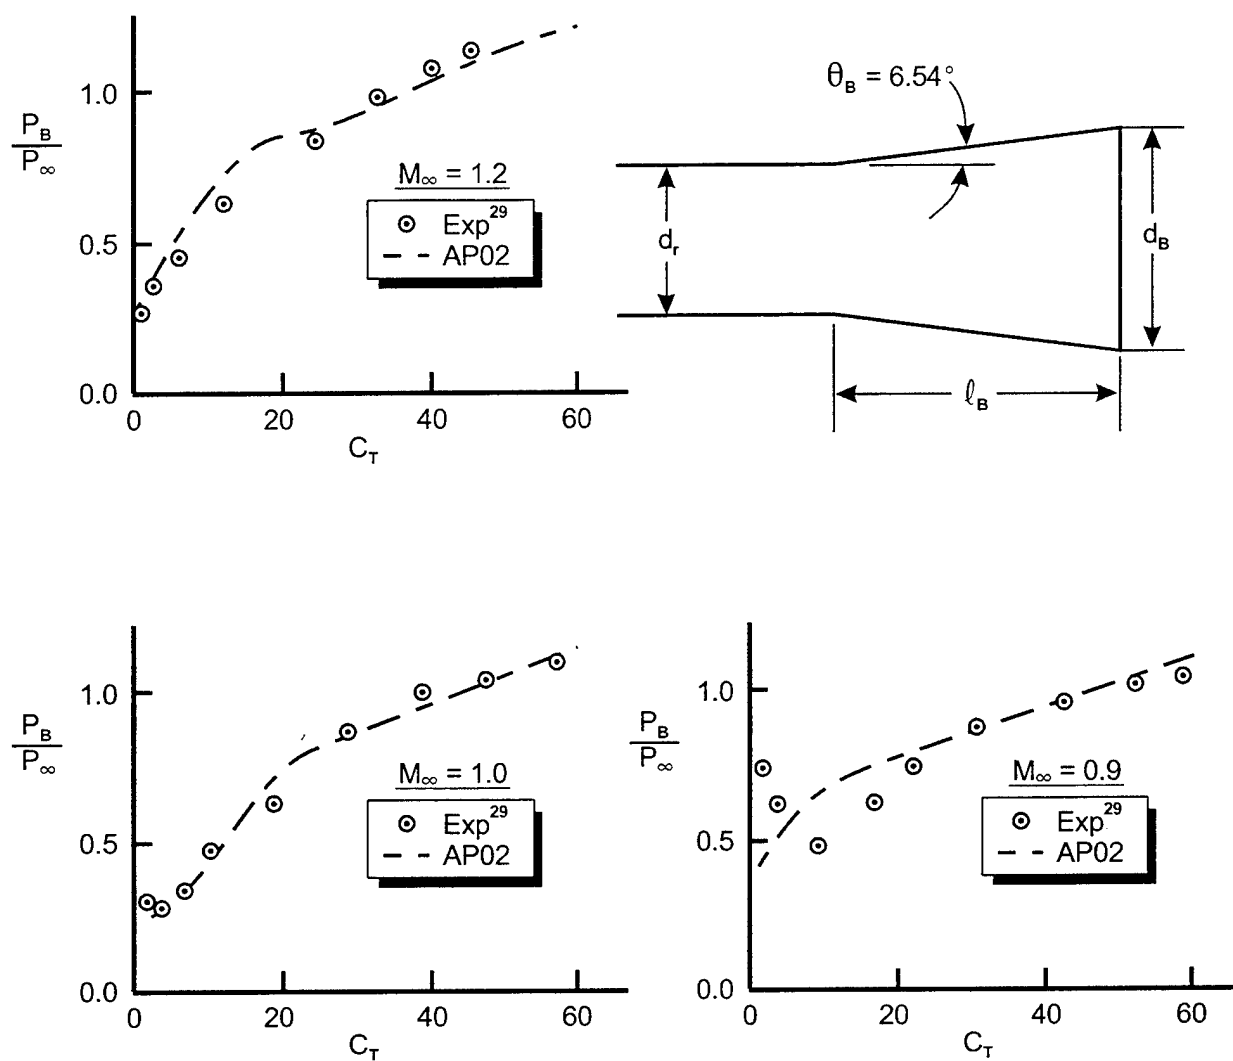 1.0
P_B
P_∞
0.5
0.0
0
20
40
60
C_T
M_∞ = 1.2
Exp^29
AP02
θ_B = 6.54°
d_r
d_B
ℓ_B
1.0
P_B
P_∞
0.5
0.0
0
20
40
60
C_T
M_∞ = 1.0
Exp^29
AP02
1.0
P_B
P_∞
0.5
0.0
0
20
40
60
C_T
M_∞ = 0.9
Exp^29
AP02